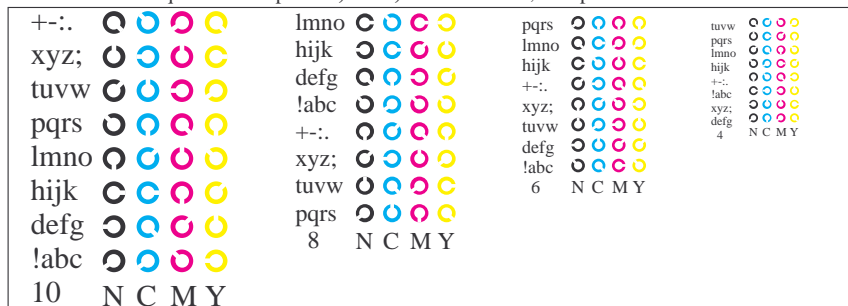 +-:.
xyz;
tuvw
pqrs
lmno
hijk
defg
!abc
10 N C M Y
lmno
hijk
defg
!abc
+-:.
xyz;
tuvw
pqrs
8 N C M Y
pqrs
lmno
hijk
+-:.
xyz;
tuvw
defg
!abc
6 N C M Y
tuvw
pqrs
lmno
hijk
+-:.
!abc
xyz;
defg
4 N C M Y